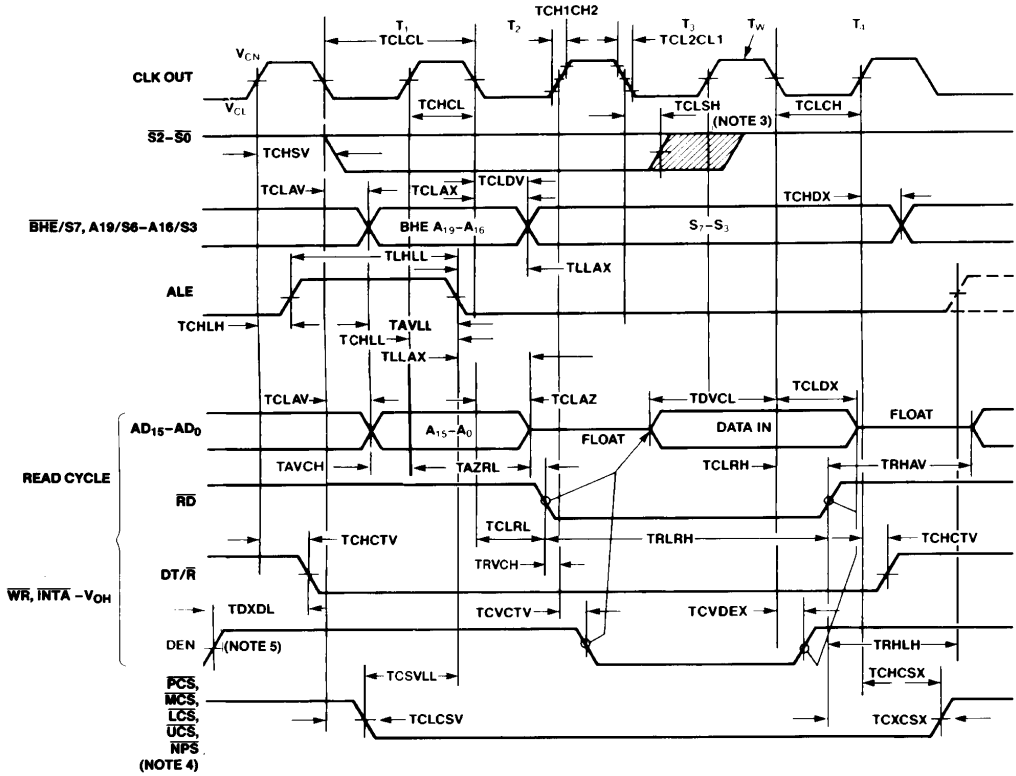 TCH1CH2
T1 T2 T3 TW T4
TCLCL TCL2CL1
VCN
CLK OUT
VCL
TCHCL TCLSH TCLCH
(NOTE 3)
S2–S0
TCHSV
TCLAV TCLAX TCLDV TCHDX
BHE/S7, A19/S6–A16/S3 BHE A19–A16 S7–S3
TLHLL
TLLAX
ALE
TCHLH TAVLL
TCHLL
TLLAX
TCLAV TCLAZ TDVCL TCLDX
AD15–AD0 A15–A0 FLOAT DATA IN FLOAT
READ CYCLE TAVCH TAZRL TCLRH TRHAV
RD
TCLRL
TCHCTV TRLRH TCHCTV
TRVCH
DT/R
WR, INTA –VOH
TDXDL TCVCTV TCVDEX
DEN (NOTE 5) TRHLH
TCSVLL TCHCSX
PCS,
MCS,
LCS, TCLCSV TCXCSX
UCS,
NPS
(NOTE 4)